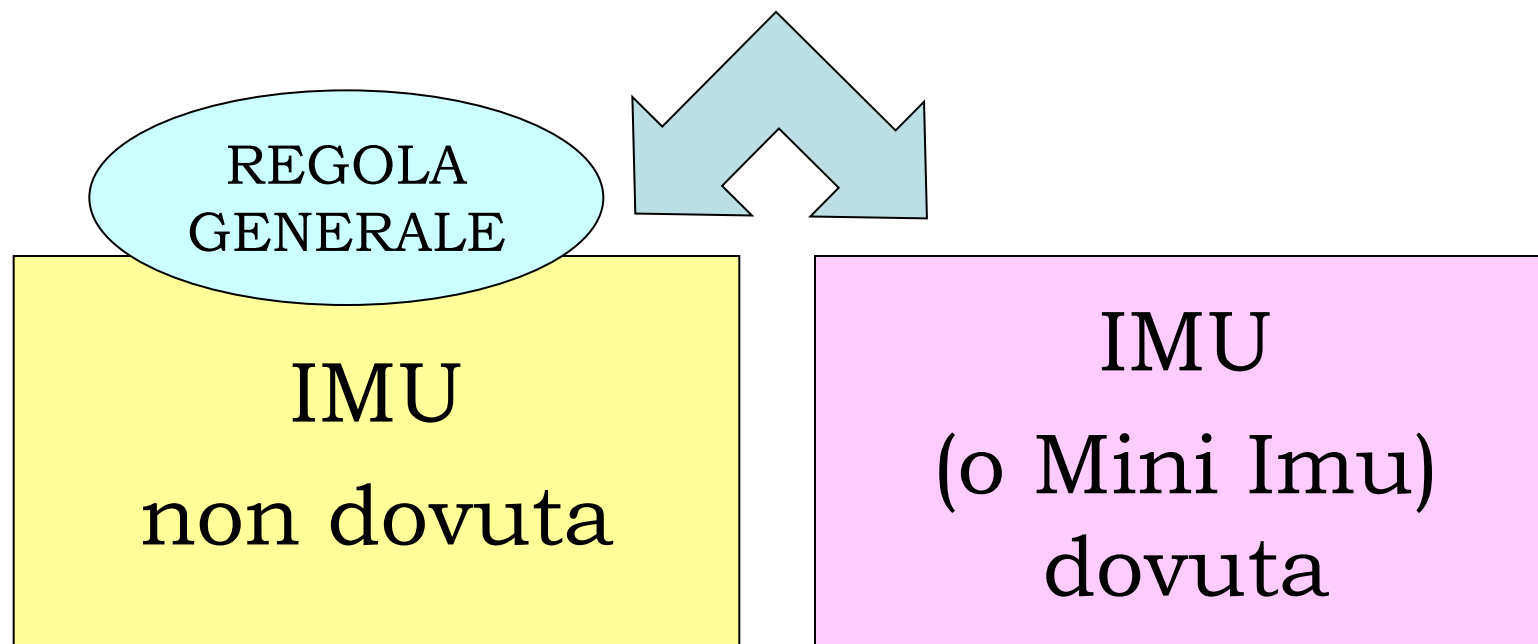 REGOLA
GENERALE
IMU
non dovuta
IMU
(o Mini Imu)
dovuta